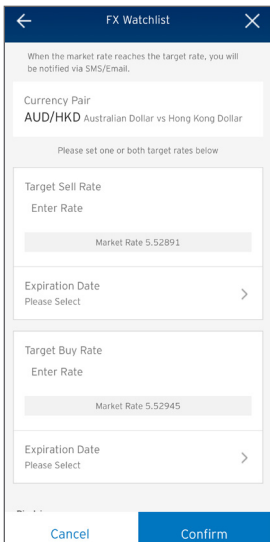 FX Watchlist
When the market rate reaches the target rate, you will
be notified via SMS/Email.
Currency Pair
AUD/HKD Australian Dollar vs Hong Kong Dollar
Please set one or both target rates below
Target Sell Rate
Enter Rate
Market Rate 5.52891
Expiration Date
Please Select
Target Buy Rate
Enter Rate
Market Rate 5.52945
Expiration Date
Please Select
Cancel Confirm